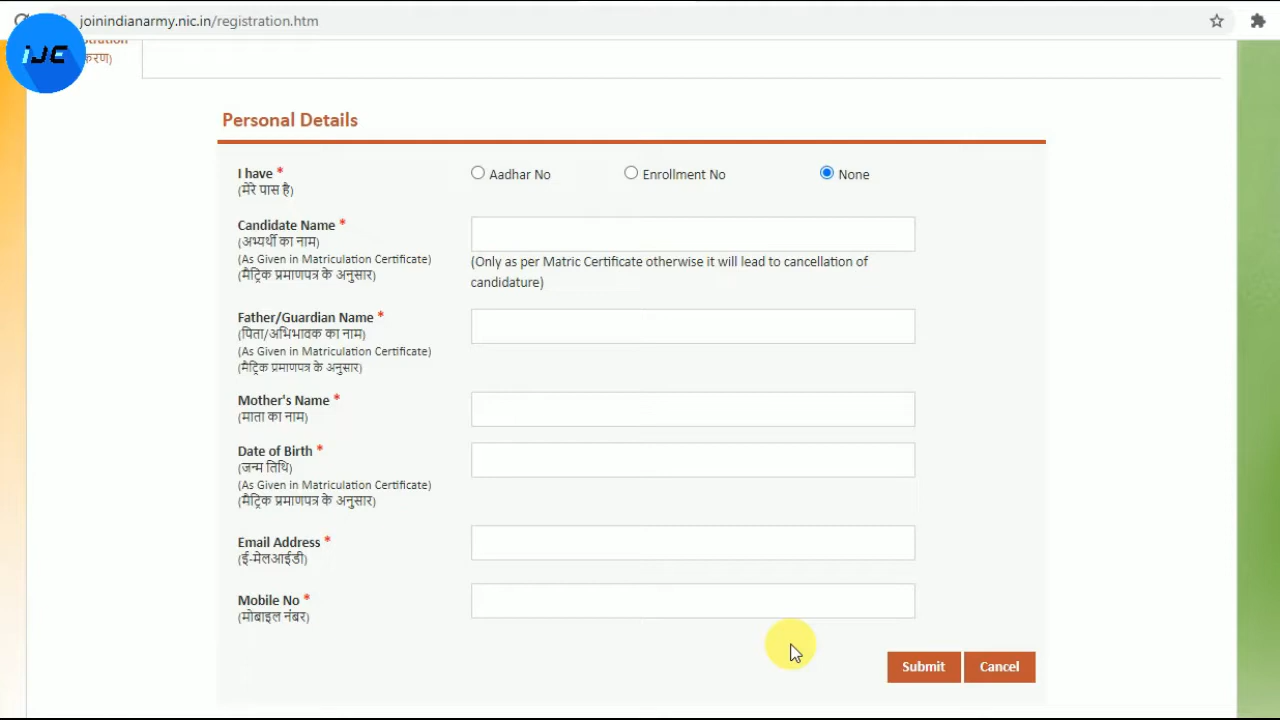 joinindianarmy.nic.in/registration.htm
iJE
Personal Details
I have *
(मेरे पास है)
Aadhar No
Enrollment No
None
Candidate Name *
(अभ्यर्थी का नाम)
(As Given in Matriculation Certificate)
(मैट्रिक प्रमाणपत्र के अनुसार)
(Only as per Matric Certificate otherwise it will lead to cancellation of
candidature)
Father/Guardian Name *
(पिता/अभिभावक का नाम)
(As Given in Matriculation Certificate)
(मैट्रिक प्रमाणपत्र के अनुसार)
Mother's Name *
(माता का नाम)
Date of Birth *
(जन्म तिथि)
(As Given in Matriculation Certificate)
(मैट्रिक प्रमाणपत्र के अनुसार)
Email Address *
(ई-मेलआईडी)
Mobile No *
(मोबाइल नंबर)
Submit
Cancel